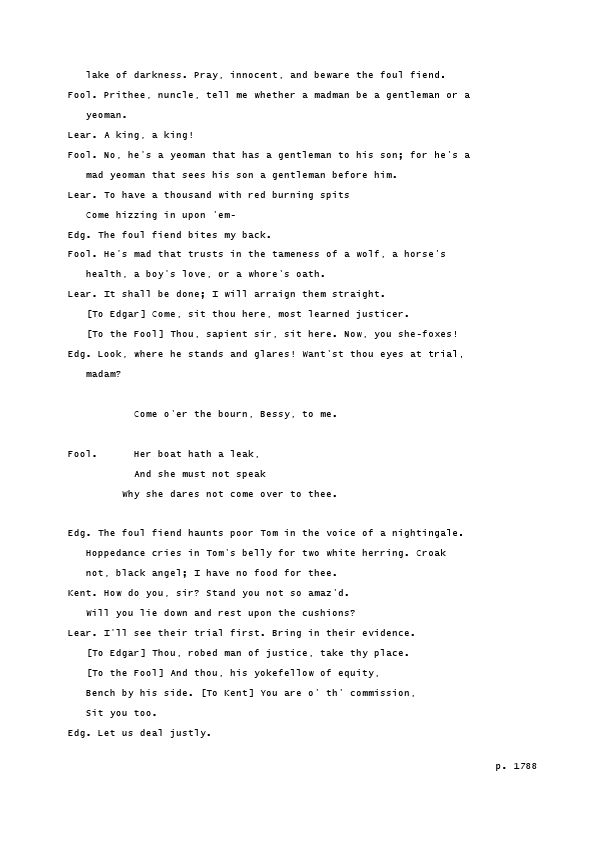 lake of darkness. Pray, innocent, and beware the foul fiend.
Fool. Prithee, nuncle, tell me whether a madman be a gentleman or a
yeoman.
Lear. A king, a king!
Fool. No, he's a yeoman that has a gentleman to his son; for he's a
mad yeoman that sees his son a gentleman before him.
Lear. To have a thousand with red burning spits
Come hizzing in upon 'em-
Edg. The foul fiend bites my back.
Fool. He's mad that trusts in the tameness of a wolf, a horse's
health, a boy's love, or a whore's oath.
Lear. It shall be done; I will arraign them straight.
[To Edgar] Come, sit thou here, most learned justicer.
[To the Fool] Thou, sapient sir, sit here. Now, you she-foxes!
Edg. Look, where he stands and glares! Want'st thou eyes at trial,
madam?
Come o'er the bourn, Bessy, to me.
Fool. Her boat hath a leak,
And she must not speak
Why she dares not come over to thee.
Edg. The foul fiend haunts poor Tom in the voice of a nightingale.
Hoppedance cries in Tom's belly for two white herring. Croak
not, black angel; I have no food for thee.
Kent. How do you, sir? Stand you not so amaz'd.
Will you lie down and rest upon the cushions?
Lear. I'll see their trial first. Bring in their evidence.
[To Edgar] Thou, robed man of justice, take thy place.
[To the Fool] And thou, his yokefellow of equity,
Bench by his side. [To Kent] You are o' th' commission,
Sit you too.
Edg. Let us deal justly.
p. 1788